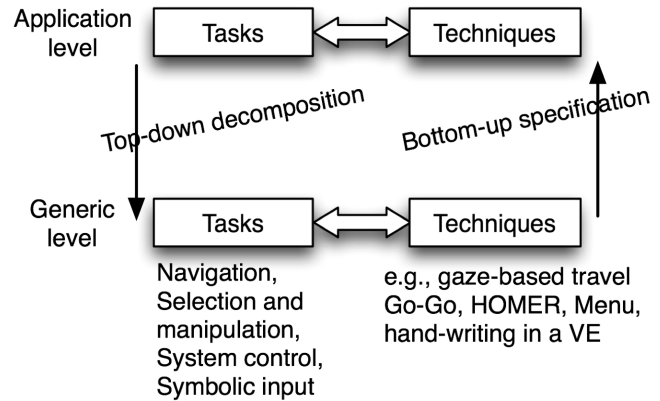 Application
level
Tasks
Techniques
Top-down decomposition
Bottom-up specification
Generic
level
Tasks
Techniques
Navigation,
Selection and
manipulation,
System control,
Symbolic input
e.g., gaze-based travel
Go-Go, HOMER, Menu,
hand-writing in a VE